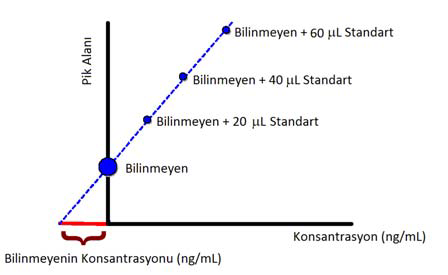 Pik Alanı
Bilinmeyen + 60 µL Standart
Bilinmeyen + 40 µL Standart
Bilinmeyen + 20 µL Standart
Bilinmeyen
Konsantrasyon (ng/mL)
Bilinmeyenin Konsantrasyonu (ng/mL)